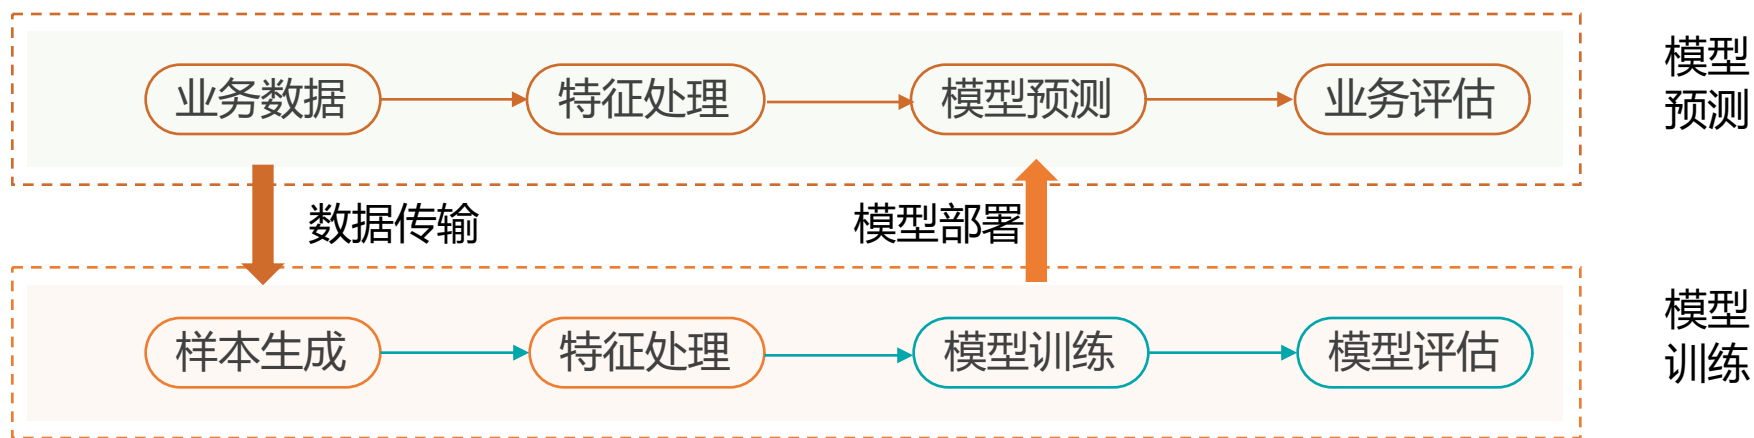 业务数据
特征处理
模型预测
业务评估
模型
预测
数据传输
模型部署
样本生成
特征处理
模型训练
模型评估
模型
训练